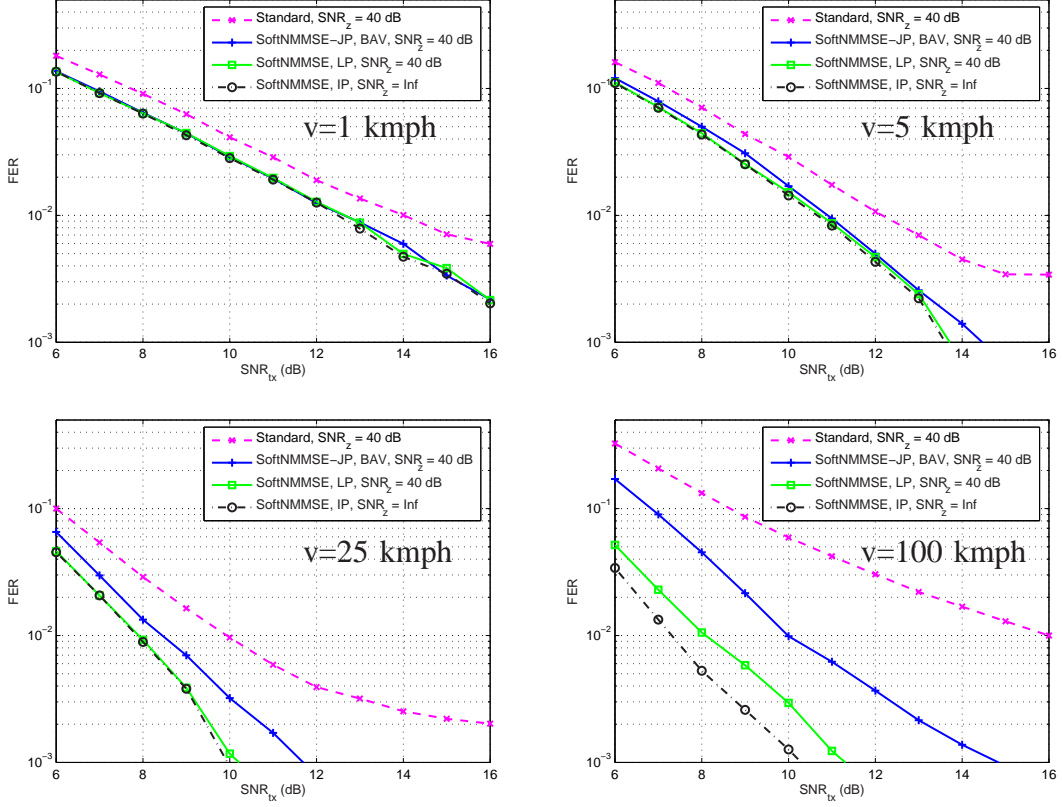 Standard, SNR_z = 40 dB
SoftNMMSE−JP, BAV, SNR_z = 40 dB
SoftNMMSE, LP, SNR_z = 40 dB
SoftNMMSE, IP, SNR_z = Inf
v=1 kmph
FER
10^−1
10^−2
10^−3
6 8 10 12 14 16
SNR_tx (dB)
Standard, SNR_z = 40 dB
SoftNMMSE−JP, BAV, SNR_z = 40 dB
SoftNMMSE, LP, SNR_z = 40 dB
SoftNMMSE, IP, SNR_z = Inf
v=5 kmph
FER
10^−1
10^−2
10^−3
6 8 10 12 14 16
SNR_tx (dB)
Standard, SNR_z = 40 dB
SoftNMMSE−JP, BAV, SNR_z = 40 dB
SoftNMMSE, LP, SNR_z = 40 dB
SoftNMMSE, IP, SNR_z = Inf
v=25 kmph
FER
10^−1
10^−2
10^−3
6 8 10 12 14 16
SNR_tx (dB)
Standard, SNR_z = 40 dB
SoftNMMSE−JP, BAV, SNR_z = 40 dB
SoftNMMSE, LP, SNR_z = 40 dB
SoftNMMSE, IP, SNR_z = Inf
v=100 kmph
FER
10^−1
10^−2
10^−3
6 8 10 12 14 16
SNR_tx (dB)